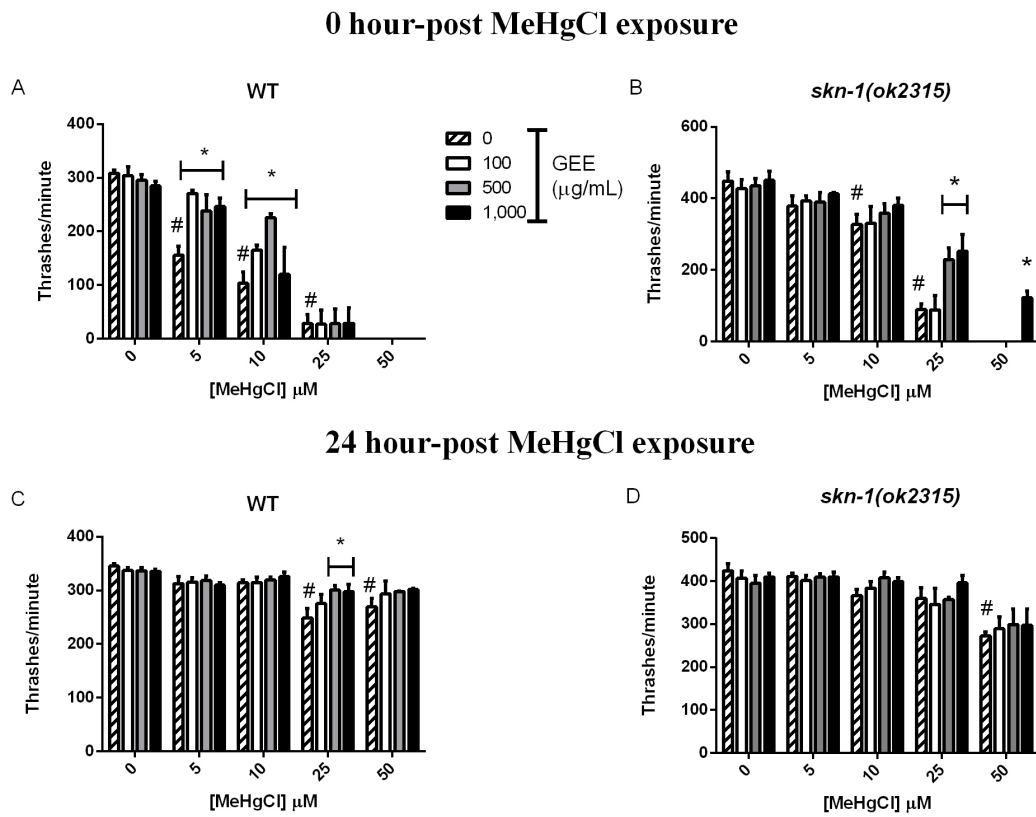 0 hour-post MeHgCl exposure
A
WT
400
300
200
100
0
Thrashes/minute
#
*
#
*
#
0
5
10
25
50
[MeHgCl] μM
0
100
500
1,000
GEE
(μg/mL)
B
skn-1(ok2315)
600
400
200
0
Thrashes/minute
#
#
*
*
0
5
10
25
50
[MeHgCl] μM
24 hour-post MeHgCl exposure
C
WT
400
300
200
100
0
Thrashes/minute
#
*
#
0
5
10
25
50
[MeHgCl] μM
D
skn-1(ok2315)
500
400
300
200
100
0
Thrashes/minute
#
0
5
10
25
50
[MeHgCl] μM